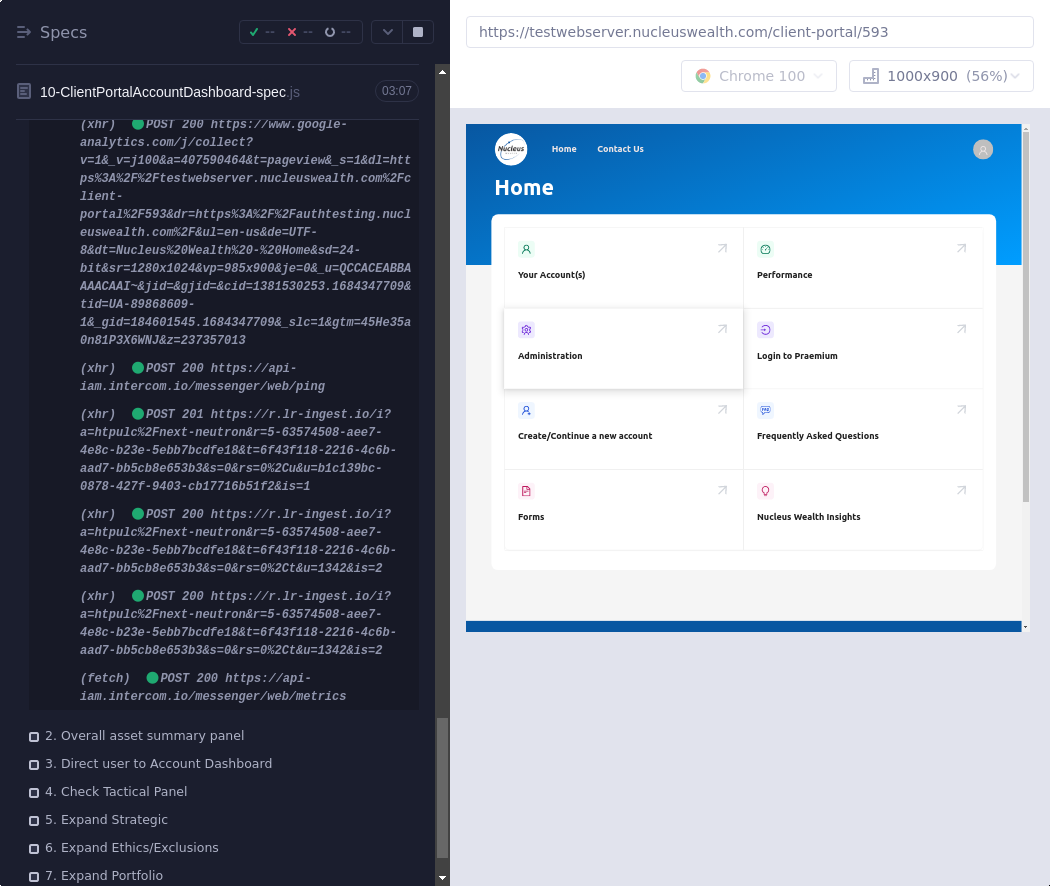 Specs
--
--
--
10-ClientPortalAccountDashboard-spec.js
03:07
(xhr) POST 200 https://www.google-
analytics.com/j/collect?
v=1&_v=j100&a=407590464&t=pageview&_s=1&dl=htt
ps%3A%2F%2Ftestwebserver.nucleuswealth.com%2Fc
lient-
portal%2F593&dr=https%3A%2F%2Fauthtesting.nucl
euswealth.com%2F&ul=en-us&de=UTF-
8&dt=Nucleus%20Wealth%20-%20Home&sd=24-
bit&sr=1280x1024&vp=985x900&je=0&_u=QCCACEABBA
AAACAAI~&jid=&gjid=&cid=1381530253.1684347709&
tid=UA-89868609-
1&_gid=184601545.1684347709&_slc=1&gtm=45He35a
0n81P3X6WNJ&z=237357013
(xhr) POST 200 https://api-
iam.intercom.io/messenger/web/ping
(xhr) POST 201 https://r.lr-ingest.io/i?
a=htpulc%2Fnext-neutron&r=5-63574508-aee7-
4e8c-b23e-5ebb7bcdfe18&t=6f43f118-2216-4c6b-
aad7-bb5cb8e653b3&s=0&rs=0%2Cu&u=b1c139bc-
0878-427f-9403-cb17716b51f2&is=1
(xhr) POST 200 https://r.lr-ingest.io/i?
a=htpulc%2Fnext-neutron&r=5-63574508-aee7-
4e8c-b23e-5ebb7bcdfe18&t=6f43f118-2216-4c6b-
aad7-bb5cb8e653b3&s=0&rs=0%2Ct&u=1342&is=2
(xhr) POST 200 https://r.lr-ingest.io/i?
a=htpulc%2Fnext-neutron&r=5-63574508-aee7-
4e8c-b23e-5ebb7bcdfe18&t=6f43f118-2216-4c6b-
aad7-bb5cb8e653b3&s=0&rs=0%2Ct&u=1342&is=2
(fetch) POST 200 https://api-
iam.intercom.io/messenger/web/metrics
2. Overall asset summary panel
3. Direct user to Account Dashboard
4. Check Tactical Panel
5. Expand Strategic
6. Expand Ethics/Exclusions
7. Expand Portfolio
https://testwebserver.nucleuswealth.com/client-portal/593
Chrome 100
1000x900 (56%)
Nucleus
Home
Contact Us
Home
Your Account(s)
Performance
Administration
Login to Praemium
Create/Continue a new account
Frequently Asked Questions
Forms
Nucleus Wealth Insights